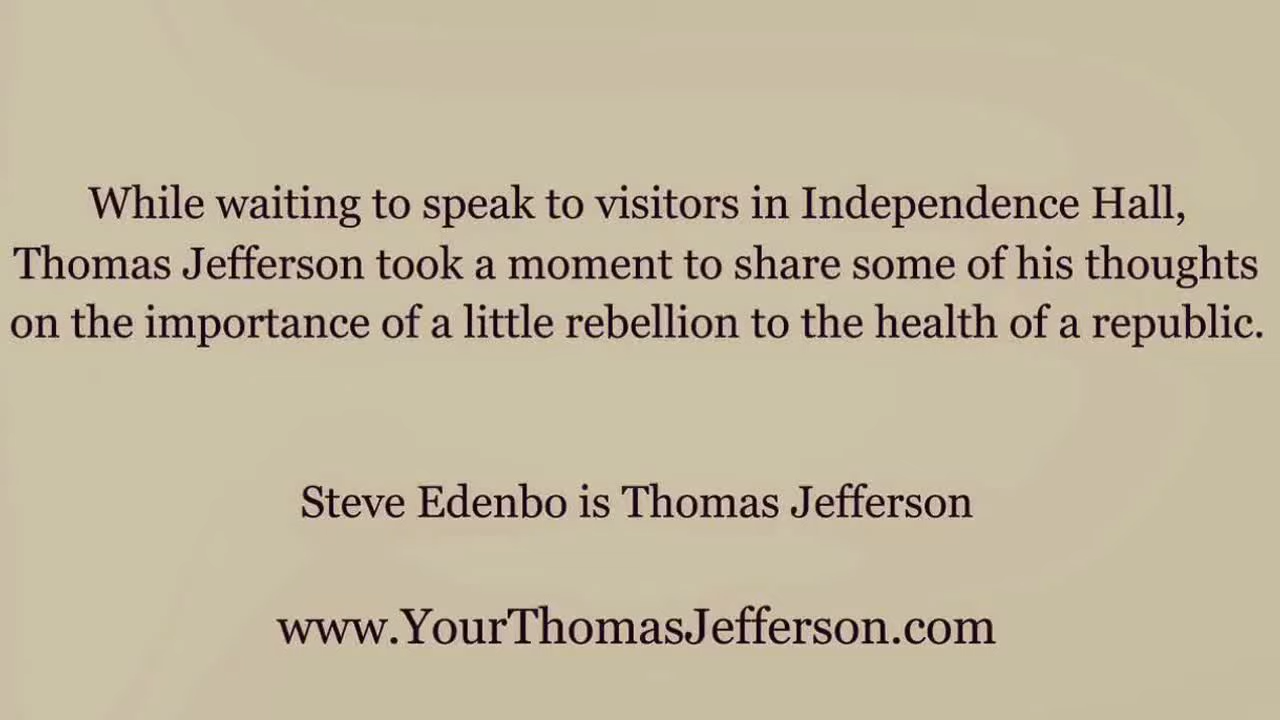 While waiting to speak to visitors in Independence Hall,
Thomas Jefferson took a moment to share some of his thoughts
on the importance of a little rebellion to the health of a republic.
Steve Edenbo is Thomas Jefferson
www.YourThomasJefferson.com